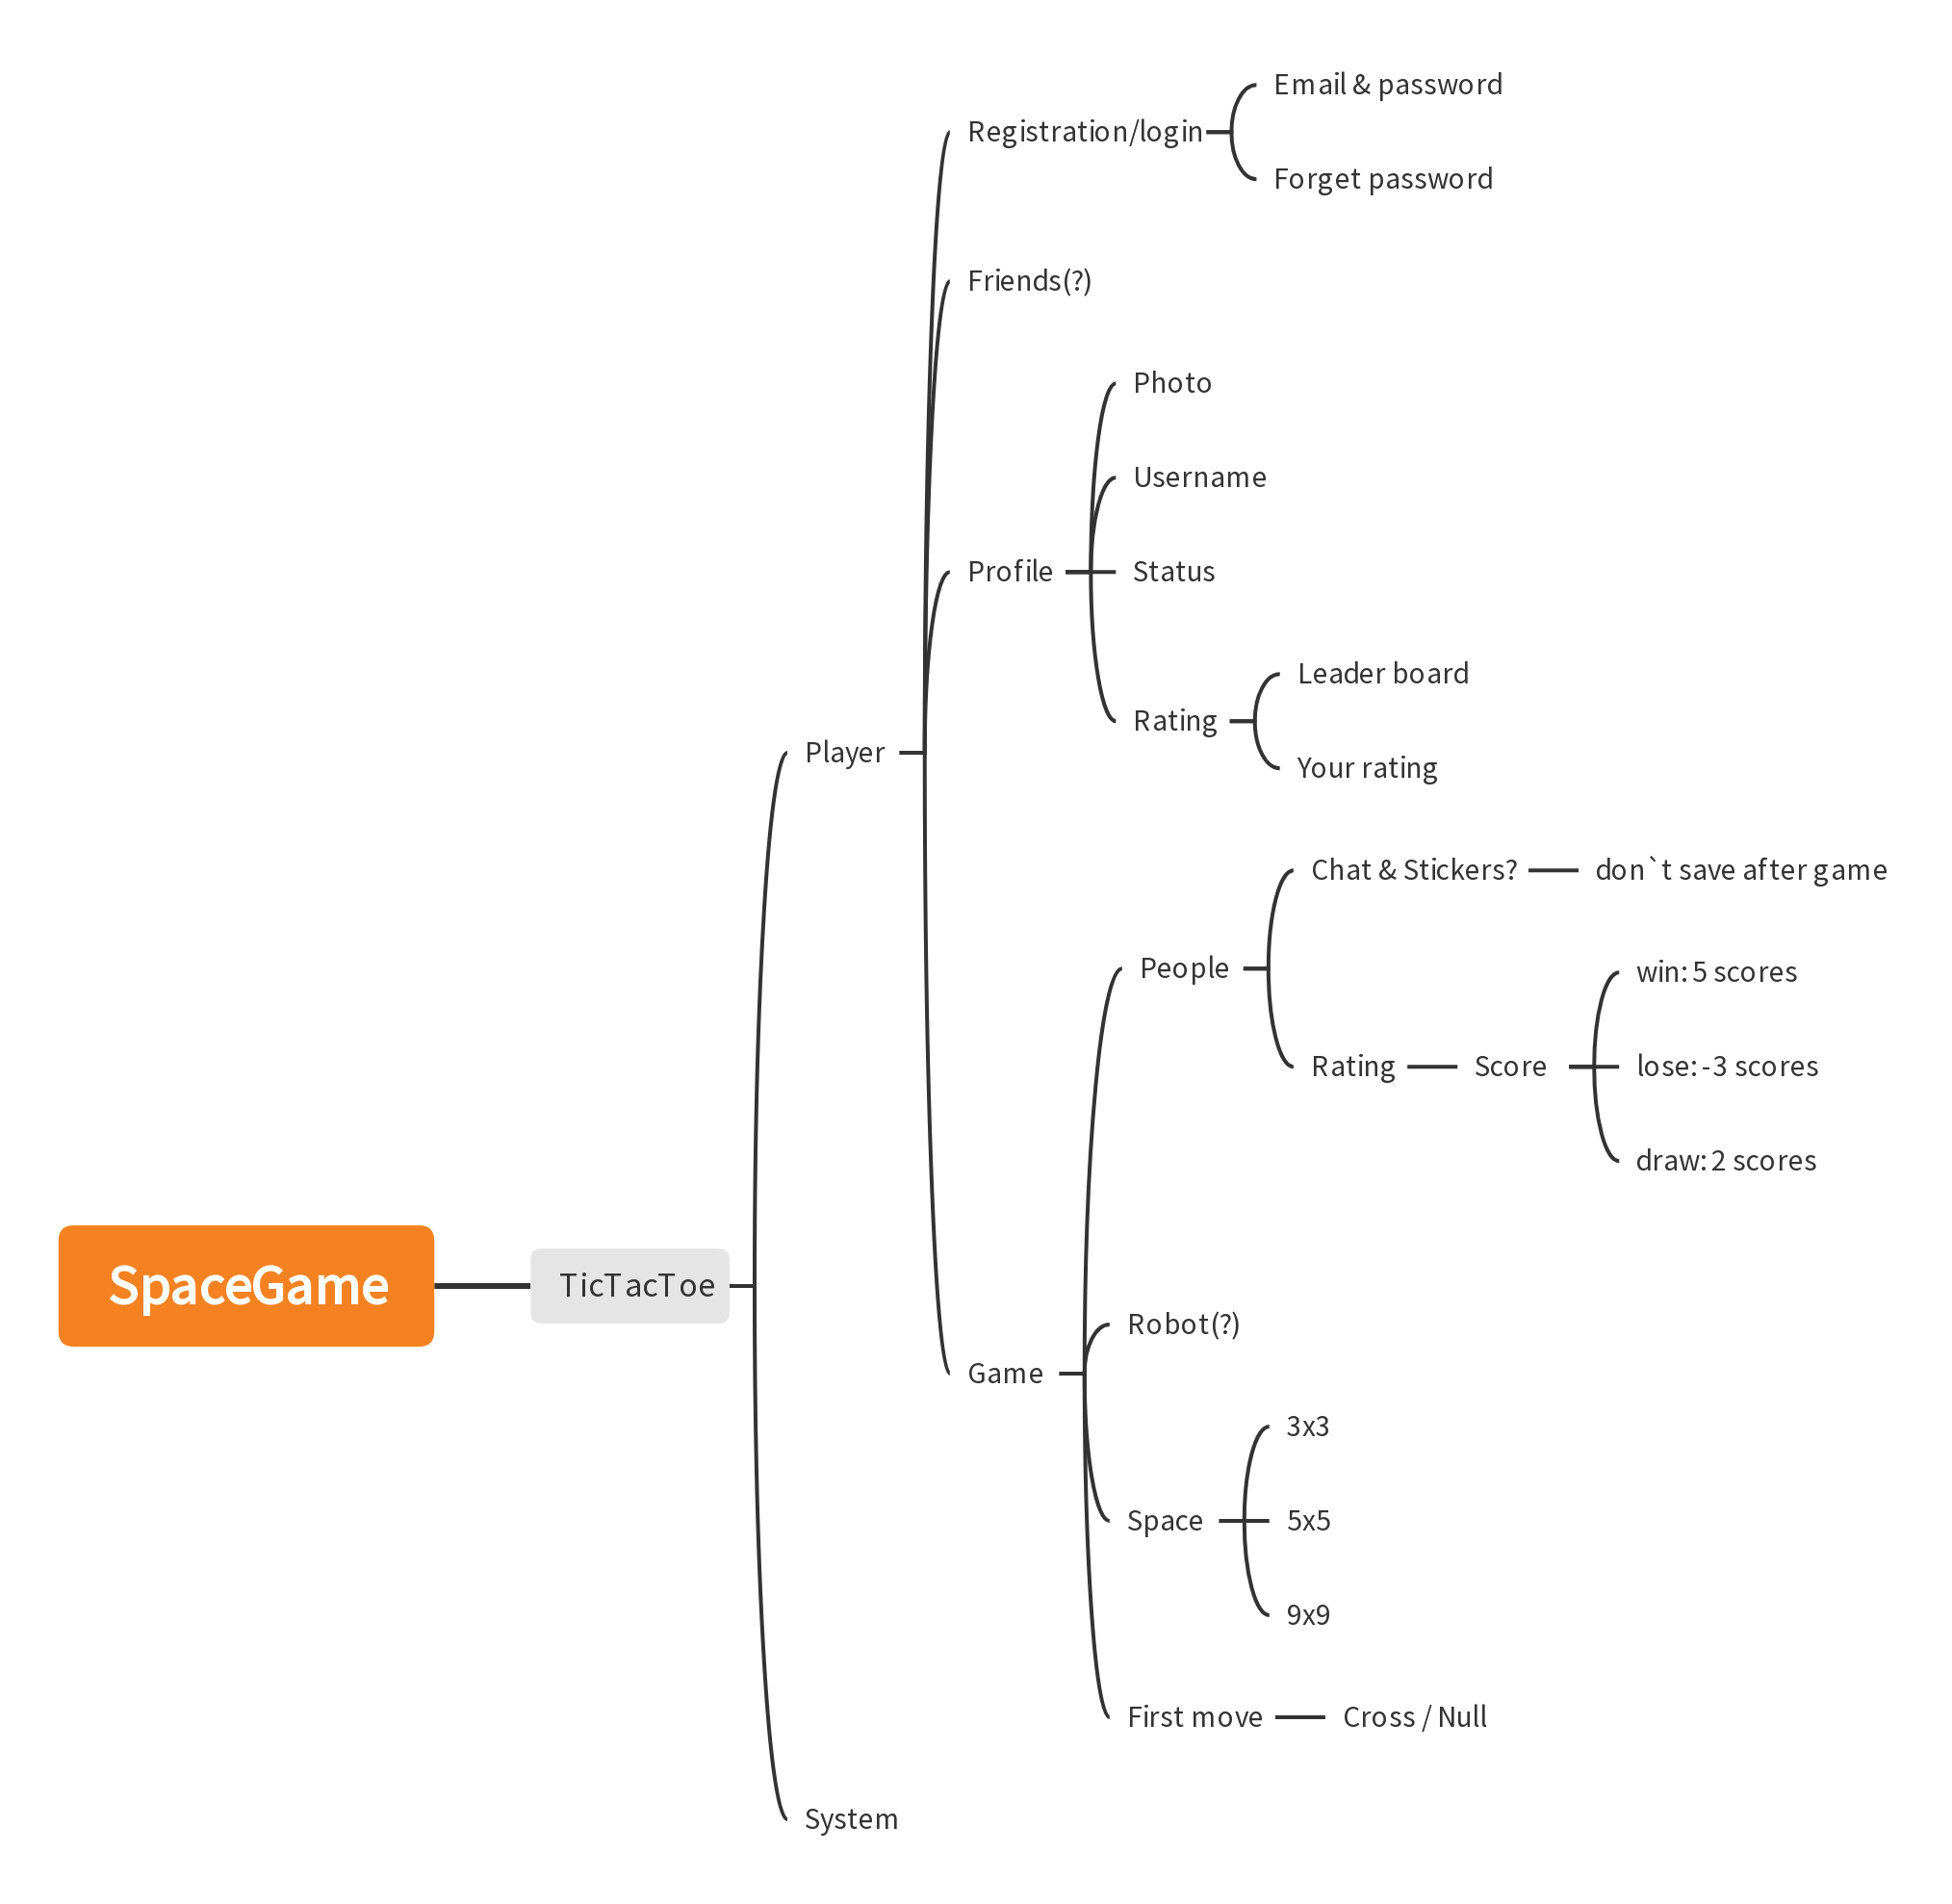 Email & password
Registration/login
Forget password
Friends(?)
Photo
Username
Profile
Status
Leader board
Rating
Your rating
Player
Chat & Stickers?
don`t save after game
People
win: 5 scores
Rating
Score
lose: -3 scores
draw: 2 scores
SpaceGame
TicTacToe
Robot(?)
Game
3x3
Space
5x5
9x9
First move
Cross / Null
System